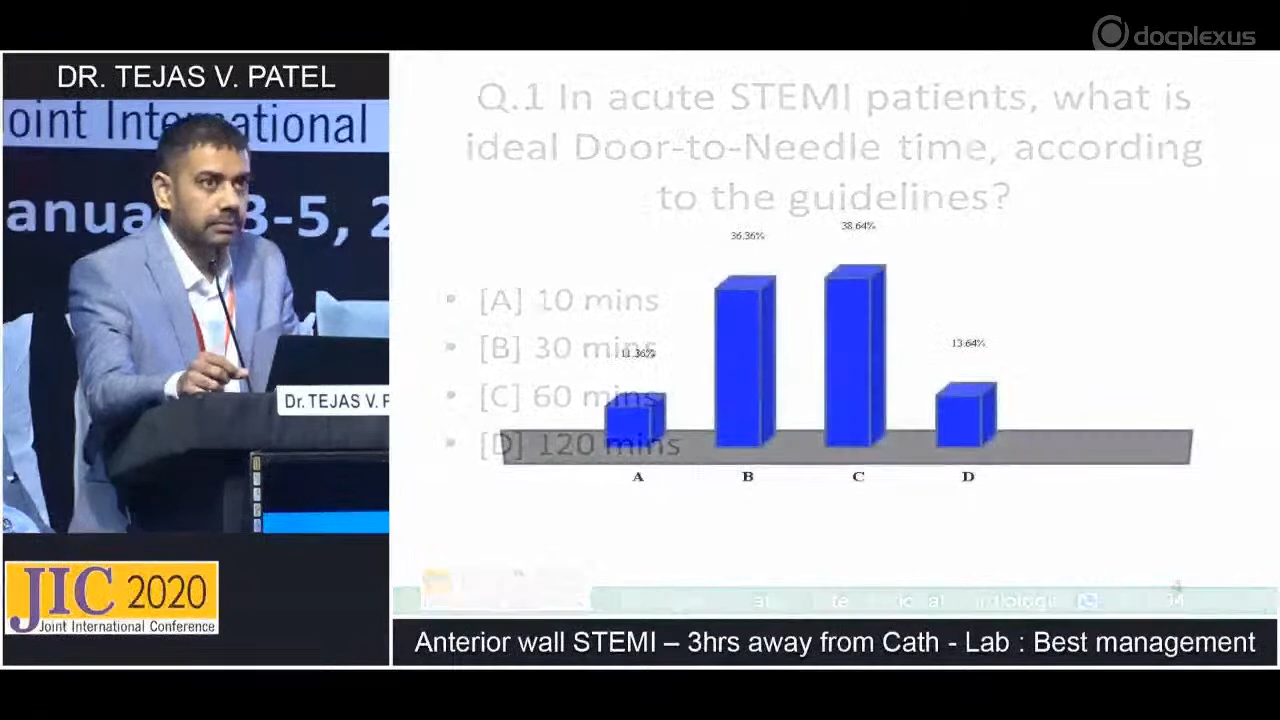 docplexus
DR. TEJAS V. PATEL
oint International
anua 3-5, 2
Dr. TEJAS V. P
JIC 2020
Joint International Conference
Q.1 In acute STEMI patients, what is
ideal Door-to-Needle time, according
to the guidelines?
• [A] 10 mins
• [B] 30 mins
• [C] 60 mins
• [D] 120 mins
11.36%
36.36%
38.64%
13.64%
A B C D
Anterior wall STEMI – 3hrs away from Cath - Lab : Best management